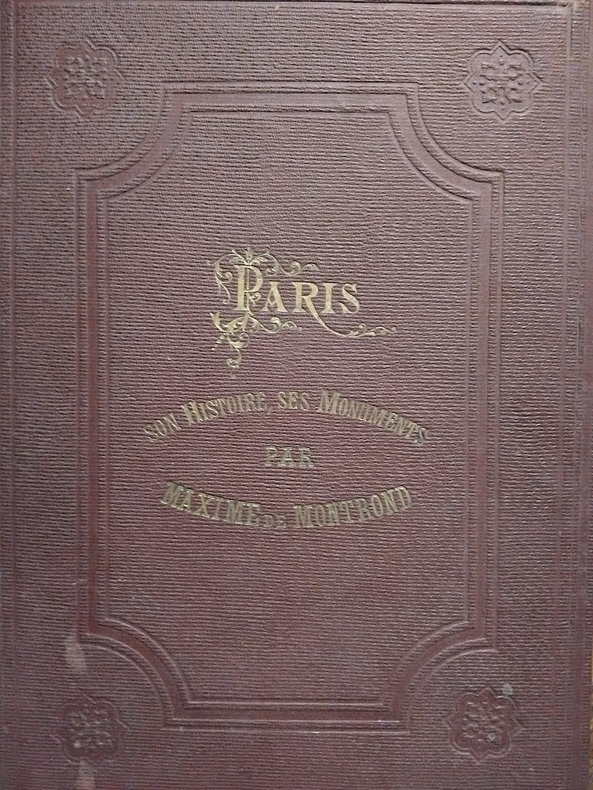 PARIS
SON HISTOIRE, SES MONUMENTS
PAR
MAXIME DE MONTROND